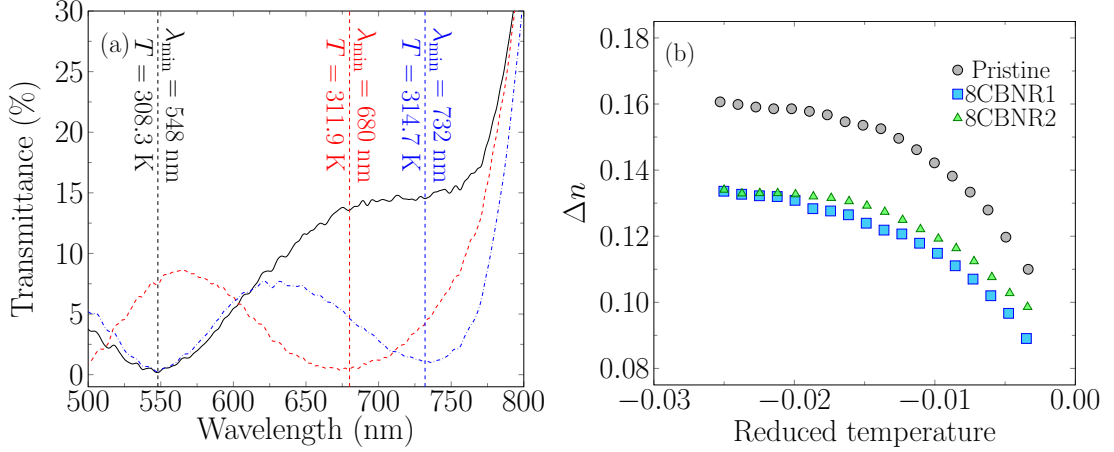 30
25
20
15
10
5
0
Transmittance (%)
(a)
λmin = 548 nm
T = 308.3 K
λmin = 680 nm
T = 311.9 K
λmin = 732 nm
T = 314.7 K
500 550 600 650 700 750 800
Wavelength (nm)
0.18
0.16
0.14
0.12
0.10
0.08
Δn
(b)
Pristine
8CBNR1
8CBNR2
−0.03 −0.02 −0.01 0.00
Reduced temperature